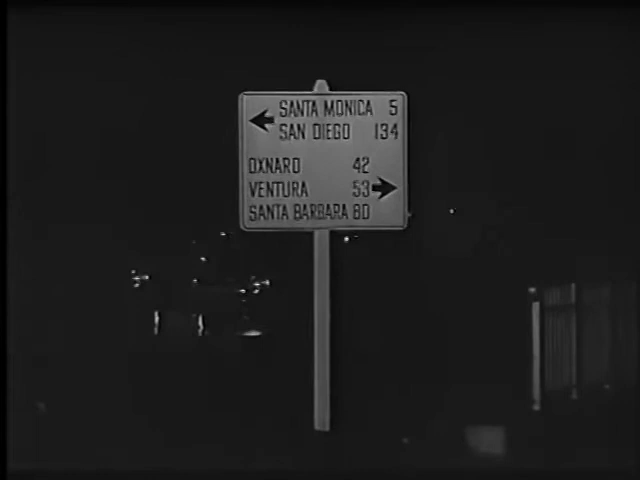 SANTA MONICA 5
SAN DIEGO 134
OXNARD 42
VENTURA 53
SANTA BARBARA 80